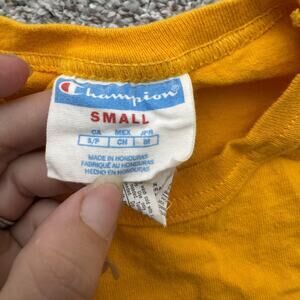 Champion
SMALL
CA MEX JPN
S/P CH M
MADE IN HONDURAS
FABRIQUÉ AU HONDURAS
HECHO EN HONDURAS